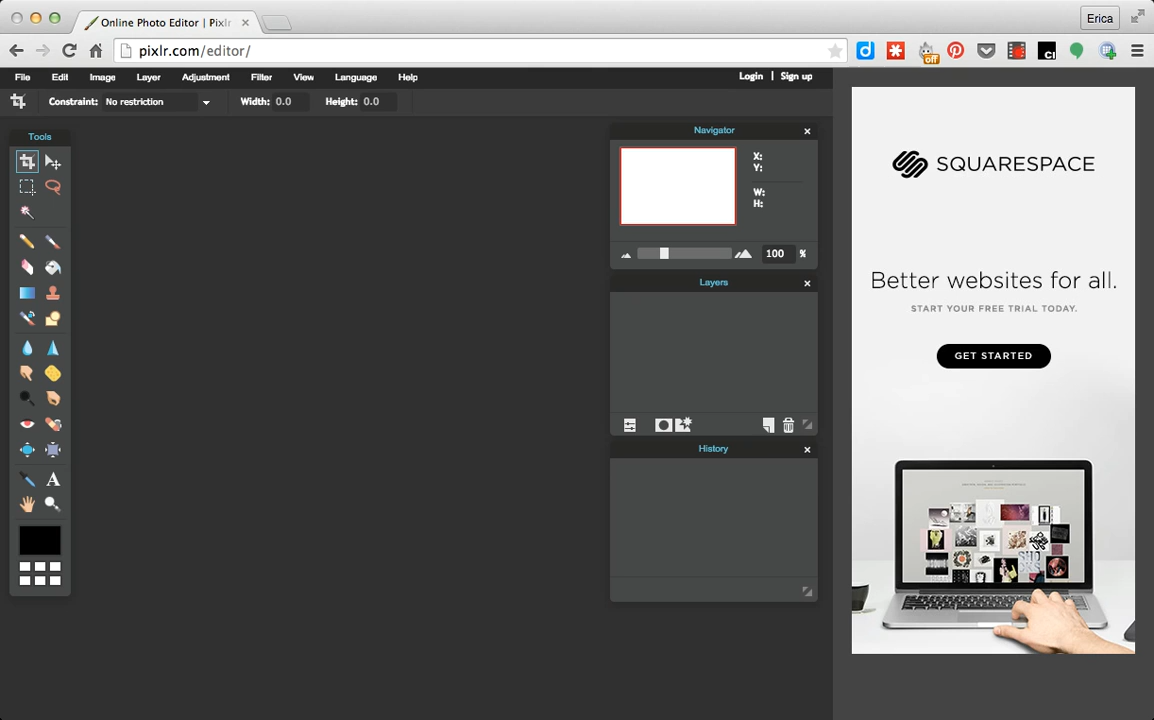 Online Photo Editor | Pixlr
Erica
pixlr.com/editor/
off
File Edit Image Layer Adjustment Filter View Language Help Login | Sign up
Constraint: No restriction Width: 0.0 Height: 0.0
Tools
A
Navigator
X:
Y:
W:
H:
100 %
Layers
History
SQUARESPACE
Better websites for all.
START YOUR FREE TRIAL TODAY.
GET STARTED